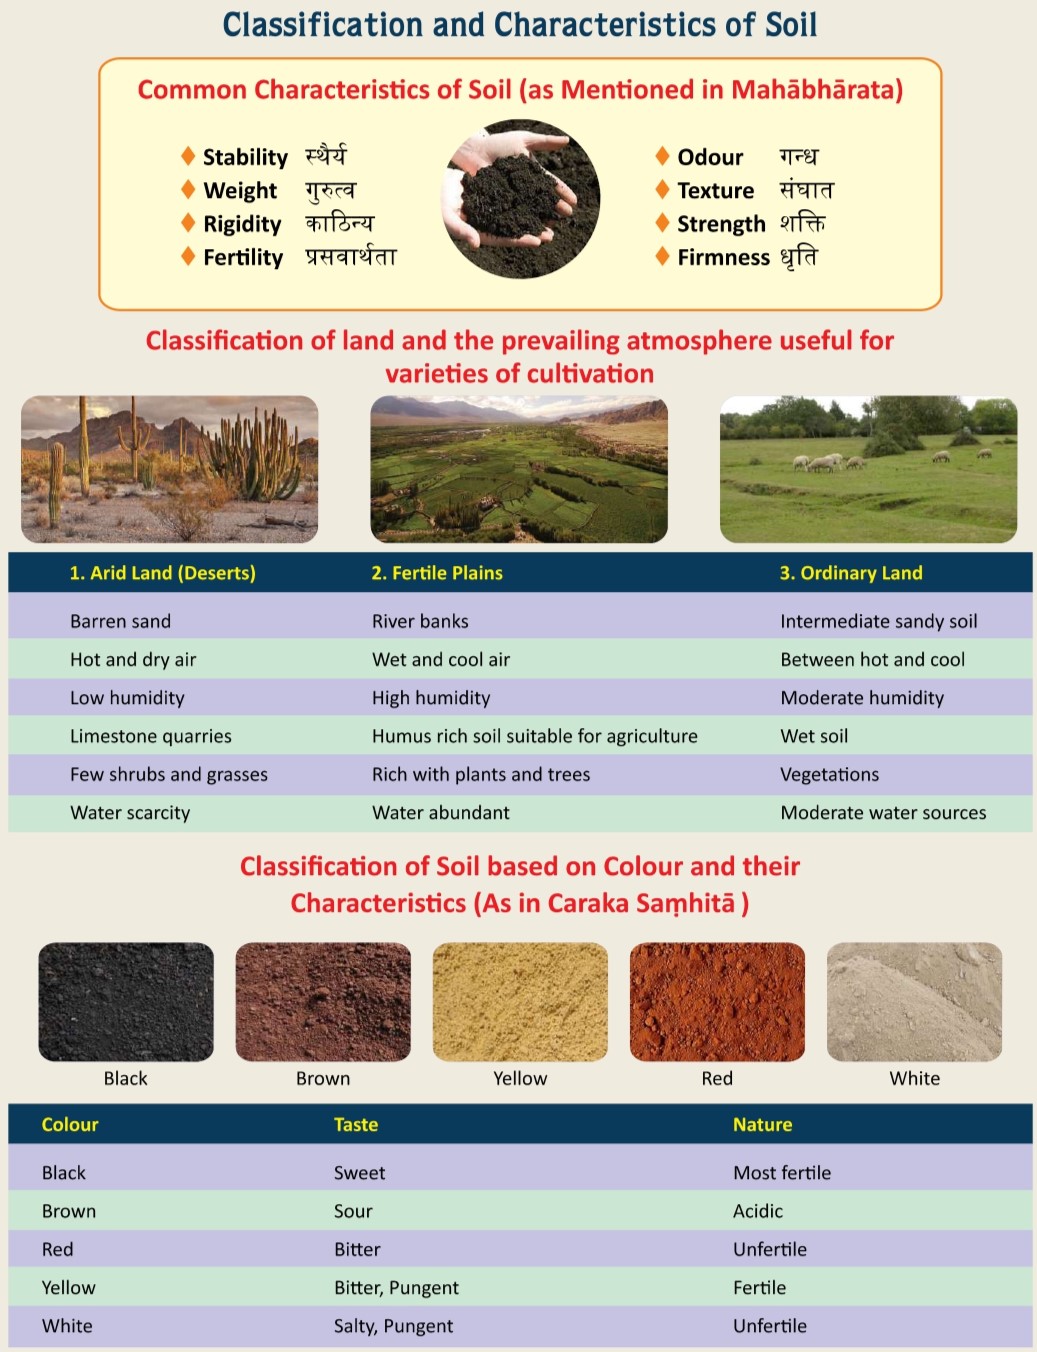 Classification and Characteristics of Soil
Common Characteristics of Soil (as Mentioned in Mahābhārata)
Stability स्थैर्य
Weight गुरुत्व
Rigidity काठिन्य
Fertility प्रसवार्थता
Odour गन्ध
Texture संघात
Strength शक्ति
Firmness धृति
Classification of land and the prevailing atmosphere useful for
varieties of cultivation
1. Arid Land (Deserts) 2. Fertile Plains 3. Ordinary Land
Barren sand River banks Intermediate sandy soil
Hot and dry air Wet and cool air Between hot and cool
Low humidity High humidity Moderate humidity
Limestone quarries Humus rich soil suitable for agriculture Wet soil
Few shrubs and grasses Rich with plants and trees Vegetations
Water scarcity Water abundant Moderate water sources
Classification of Soil based on Colour and their
Characteristics (As in Caraka Saṃhitā )
Black Brown Yellow Red White
Colour Taste Nature
Black Sweet Most fertile
Brown Sour Acidic
Red Bitter Unfertile
Yellow Bitter, Pungent Fertile
White Salty, Pungent Unfertile